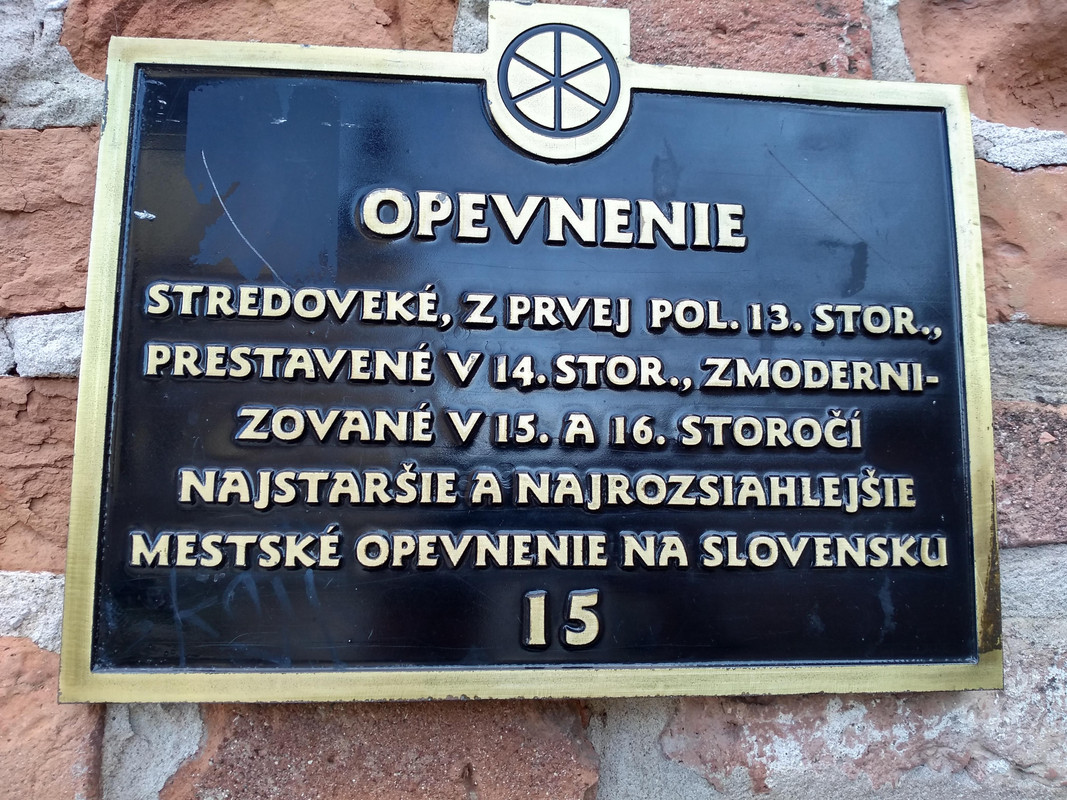 OPEVNENIE
STREDOVEKÉ, Z PRVEJ POL. 13. STOR.,
PRESTAVENÉ V 14. STOR., ZMODERNI-
ZOVANÉ V 15. A 16. STOROČÍ
NAJSTARŠIE A NAJROZSIAHLEJŠIE
MESTSKÉ OPEVNENIE NA SLOVENSKU
15